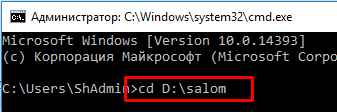 Администратор: C:\Windows\system32\cmd.exe
Microsoft Windows [Version 10.0.14393]
(c) Корпорация Майкрософт (Microsoft Corpo
C:\Users\ShAdmin>cd D:\salom